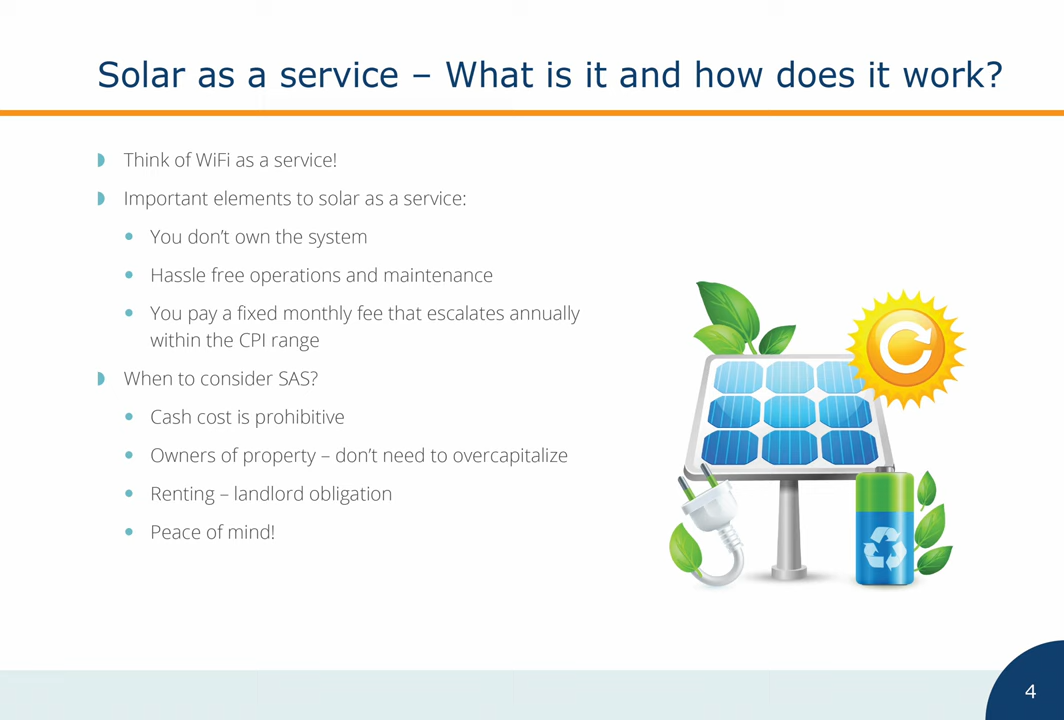 Solar as a service – What is it and how does it work?
Think of WiFi as a service!
Important elements to solar as a service:
You don’t own the system
Hassle free operations and maintenance
You pay a fixed monthly fee that escalates annually
within the CPI range
When to consider SAS?
Cash cost is prohibitive
Owners of property – don’t need to overcapitalize
Renting – landlord obligation
Peace of mind!
4